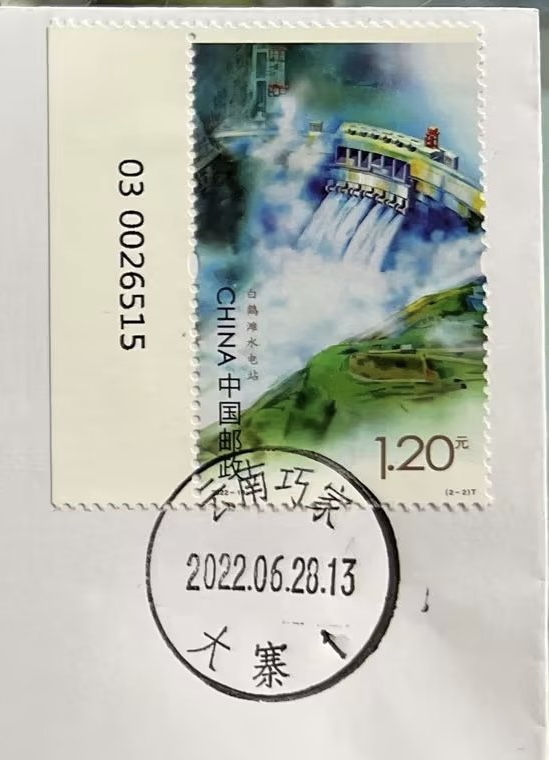 03 0026515
白鹤滩水电站
CHINA 中国邮政
1.20元
(2-2)T
云南巧家
2022.06.28.13
大寨